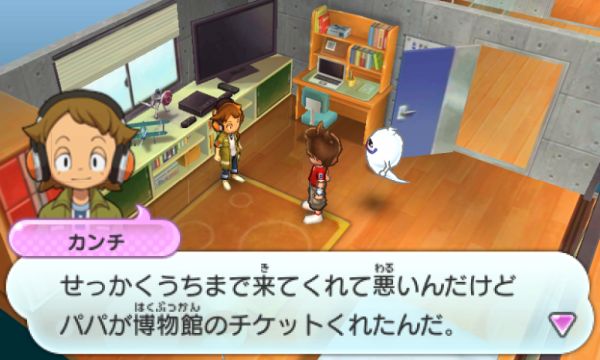 カンチ
せっかくうちまで来てくれて悪いんだけど
パパが博物館のチケットくれたんだ。